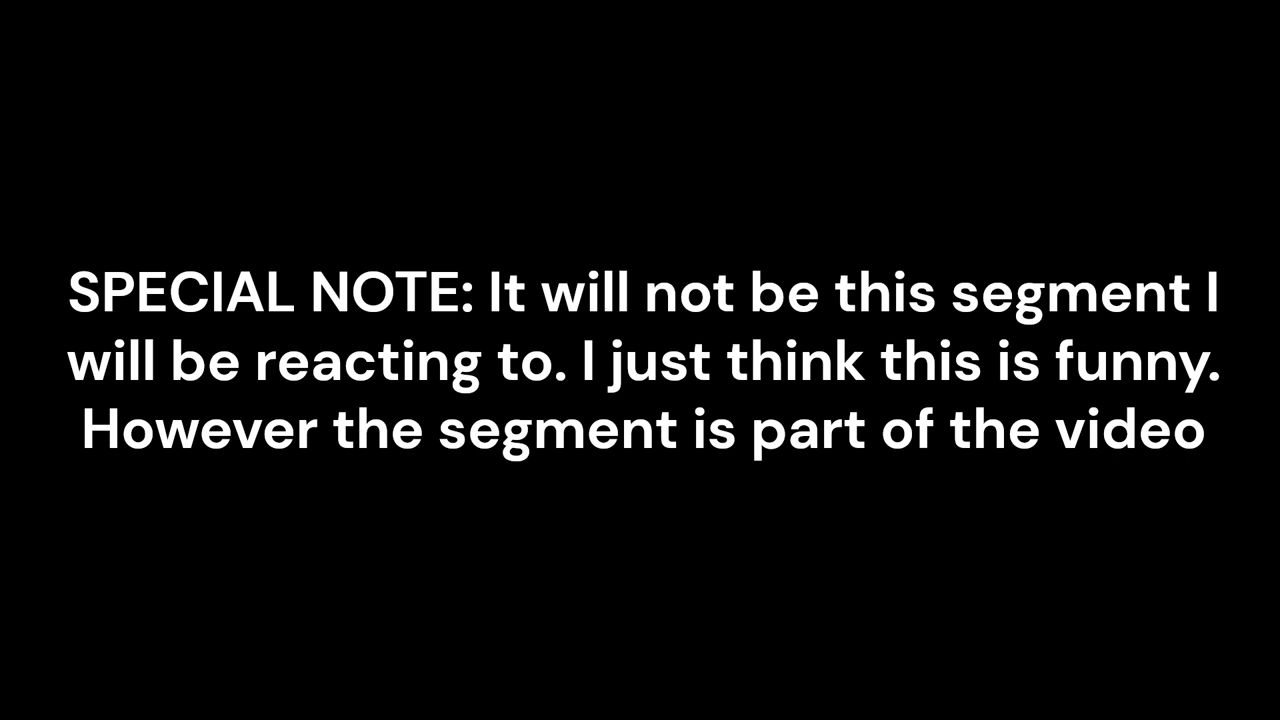 SPECIAL NOTE: It will not be this segment I
will be reacting to. I just think this is funny.
However the segment is part of the video